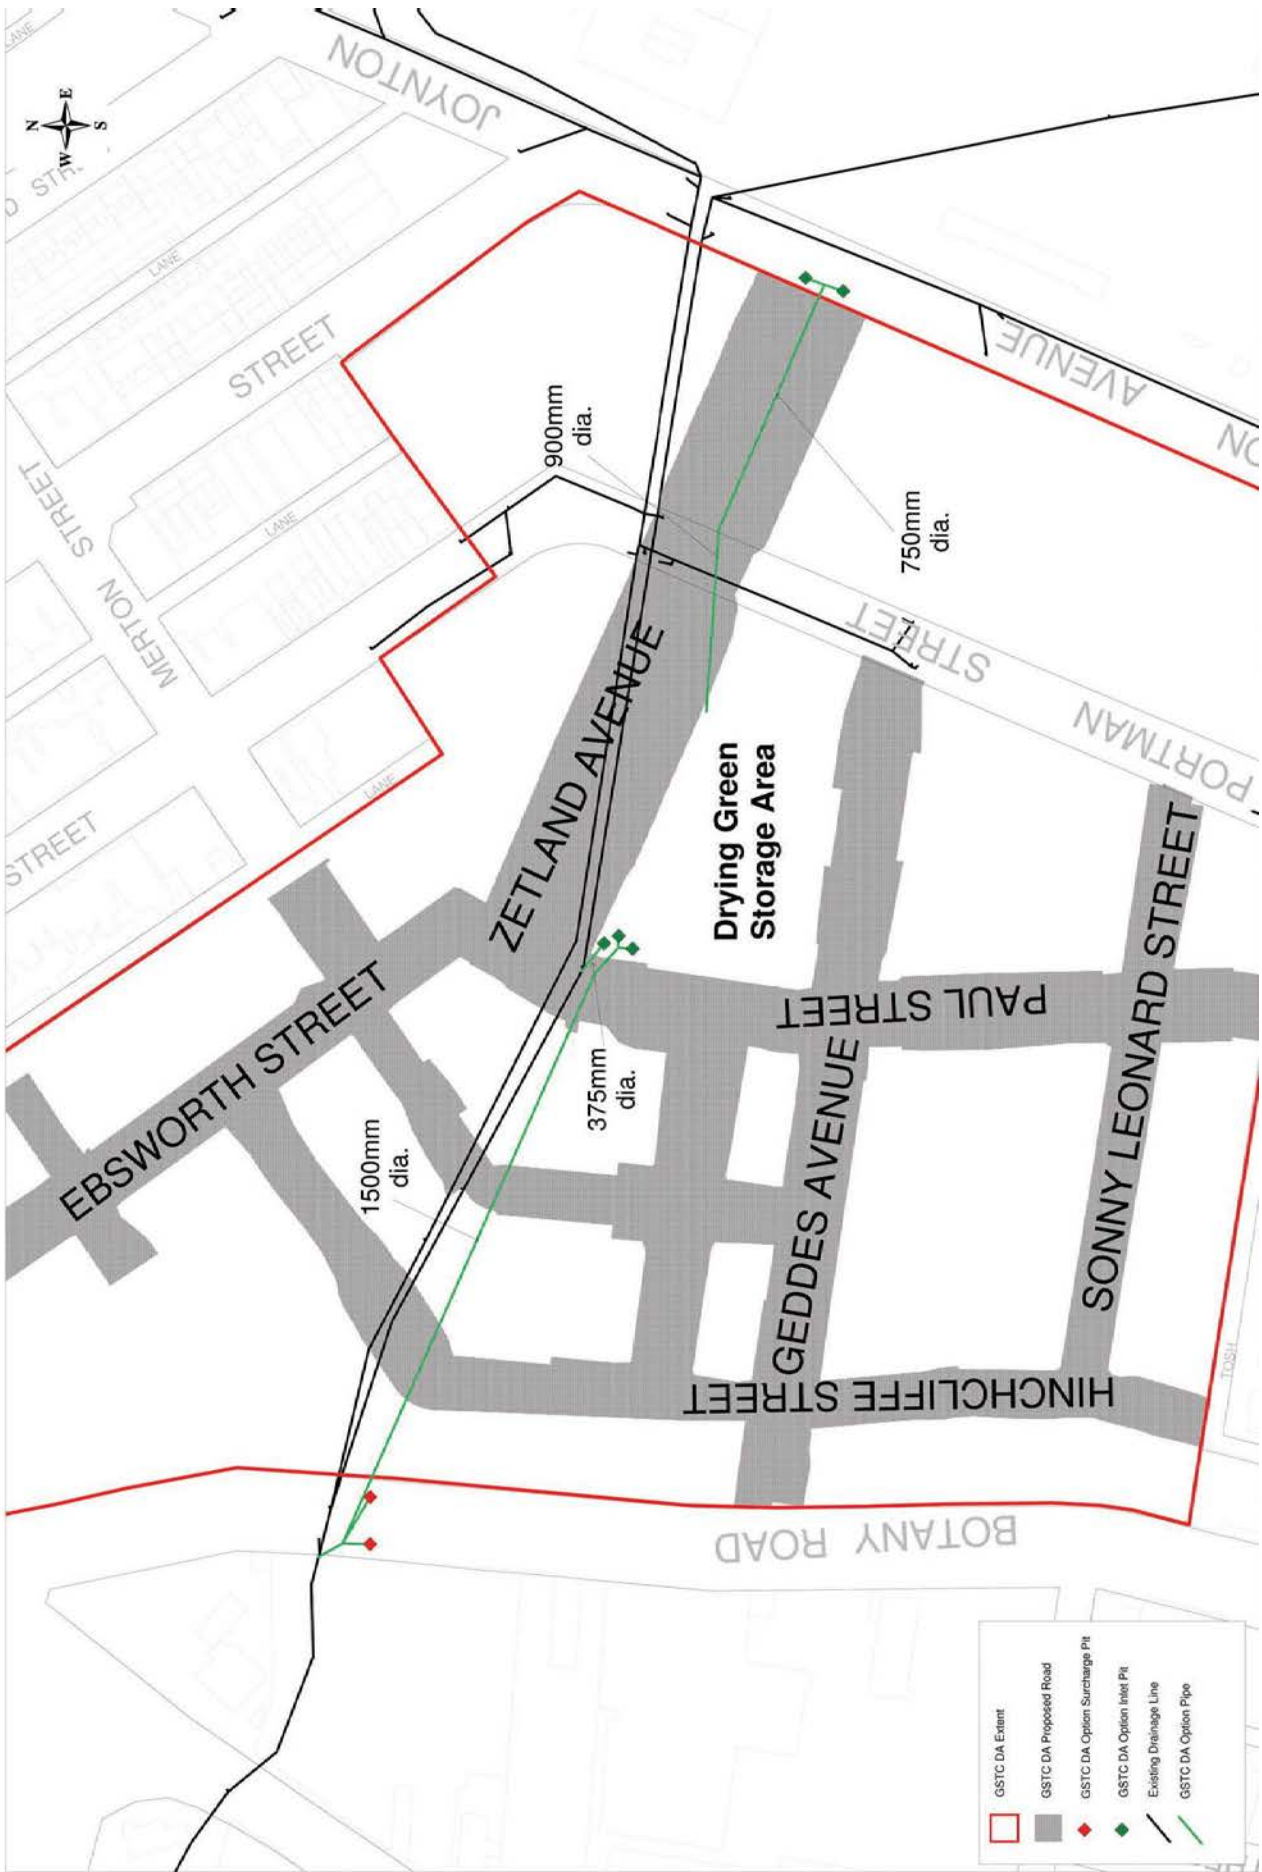 LANE
N
E
W
S
JOYNTON
D STR
LANE
STREET
MERTON STREET
LANE
900mm
dia.
AVENUE
ON
750mm
dia.
STREET
PORTMAN
ZETLAND AVENUE
STREET
LANE
Drying Green
Storage Area
EBSWORTH STREET
PAUL STREET
375mm
dia.
1500mm
dia.
GEDDES AVENUE
SONNY LEONARD STREET
HINCHCLIFFE STREET
TOSH
BOTANY ROAD
GSTC DA Extent
GSTC DA Proposed Road
GSTC DA Option Surcharge Pit
GSTC DA Option Inlet Pit
Existing Drainage Line
GSTC DA Option Pipe